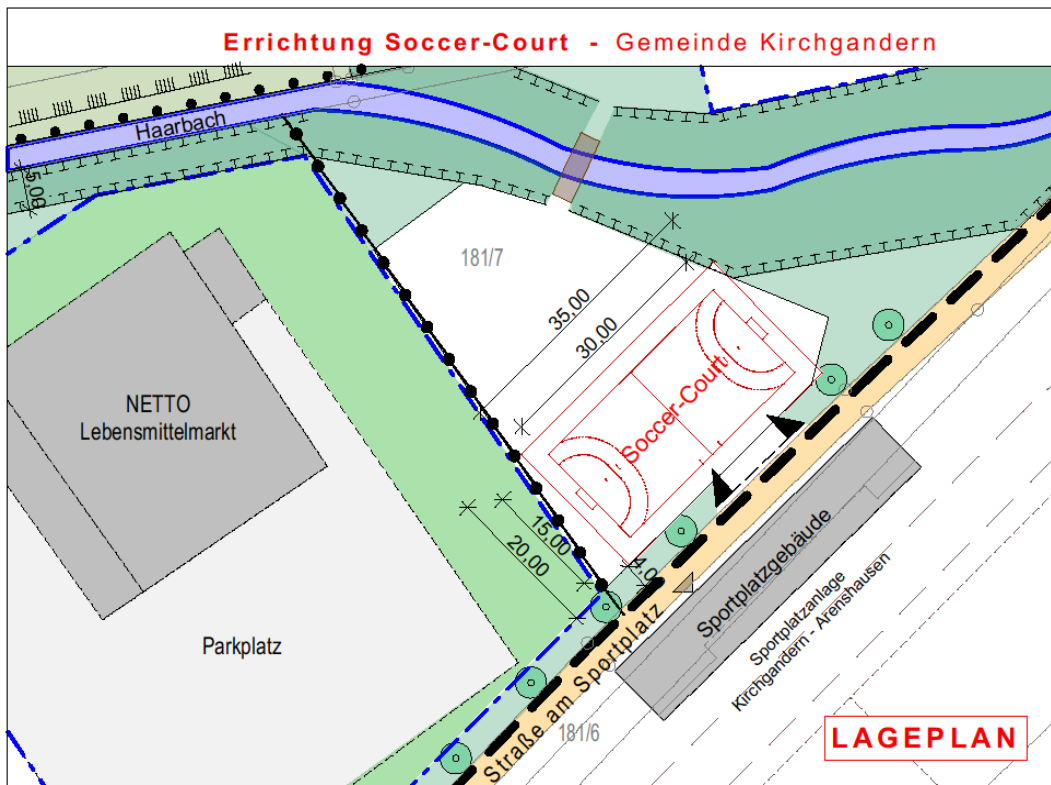 Errichtung Soccer-Court - Gemeinde Kirchgandern
Haarbach
5,00
181/7
35,00
30,00
NETTO
Lebensmittelmarkt
Soccer-Court
15,00
20,00
4,0
Sportplatzgebäude
Sportplatzanlage
Kirchgandern - Arenshausen
Parkplatz
Straße am Sportplatz
181/6
LAGEPLAN